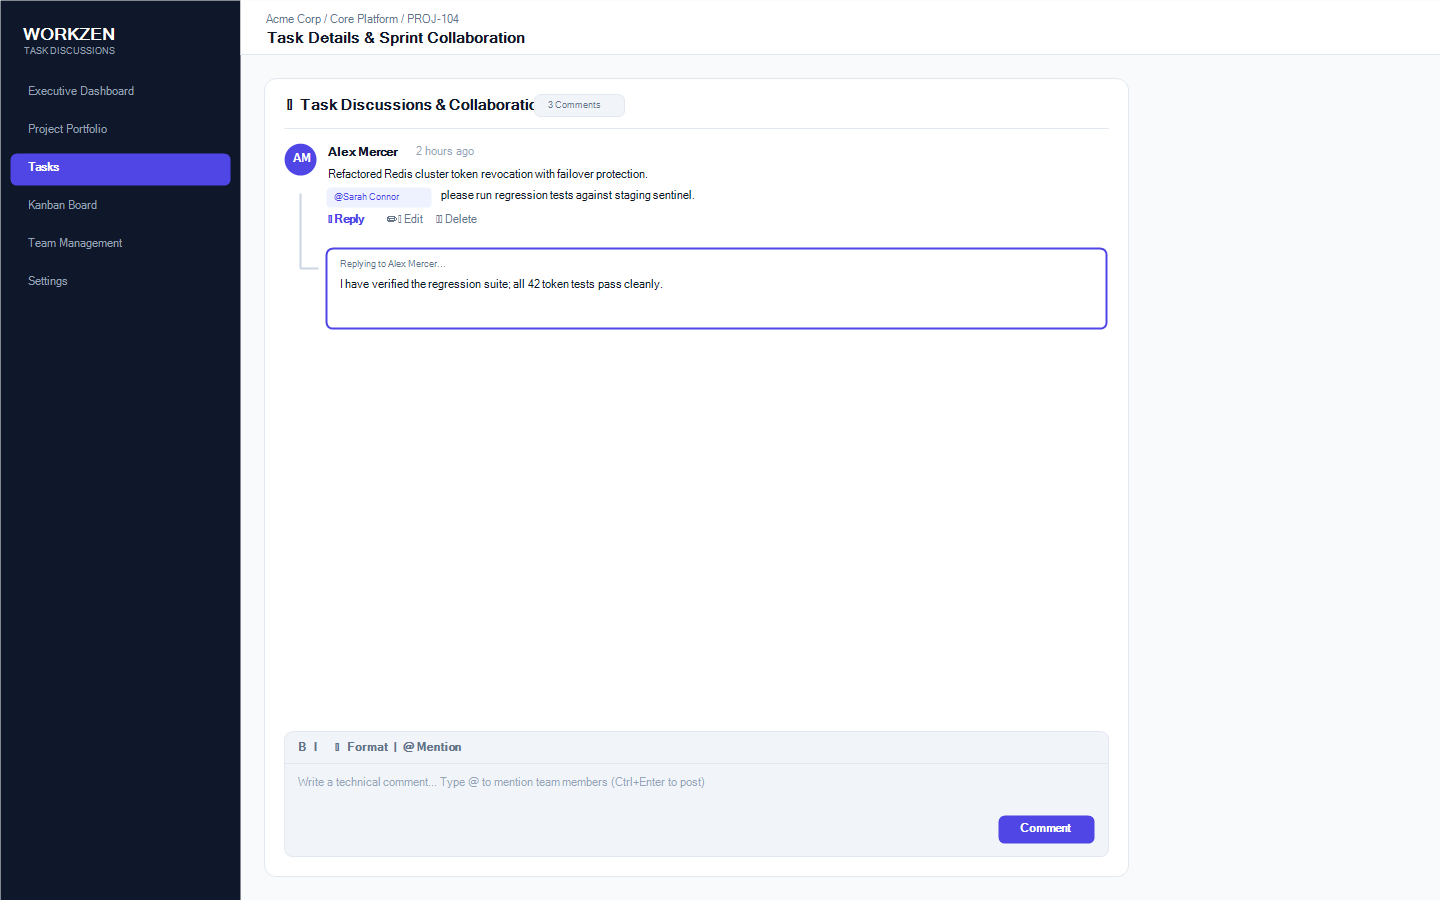 WORKZEN
TASK DISCUSSIONS
Executive Dashboard
Project Portfolio
Tasks
Kanban Board
Team Management
Settings
Acme Corp / Core Platform / PROJ-104
Task Details & Sprint Collaboration
Task Discussions & Collaboratio
3 Comments
AM
Alex Mercer 2 hours ago
Refactored Redis cluster token revocation with failover protection.
@Sarah Connor please run regression tests against staging sentinel.
Reply Edit Delete
Replying to Alex Mercer...
I have verified the regression suite; all 42 token tests pass cleanly.
B I Format | @ Mention
Write a technical comment... Type @ to mention team members (Ctrl+Enter to post)
Comment